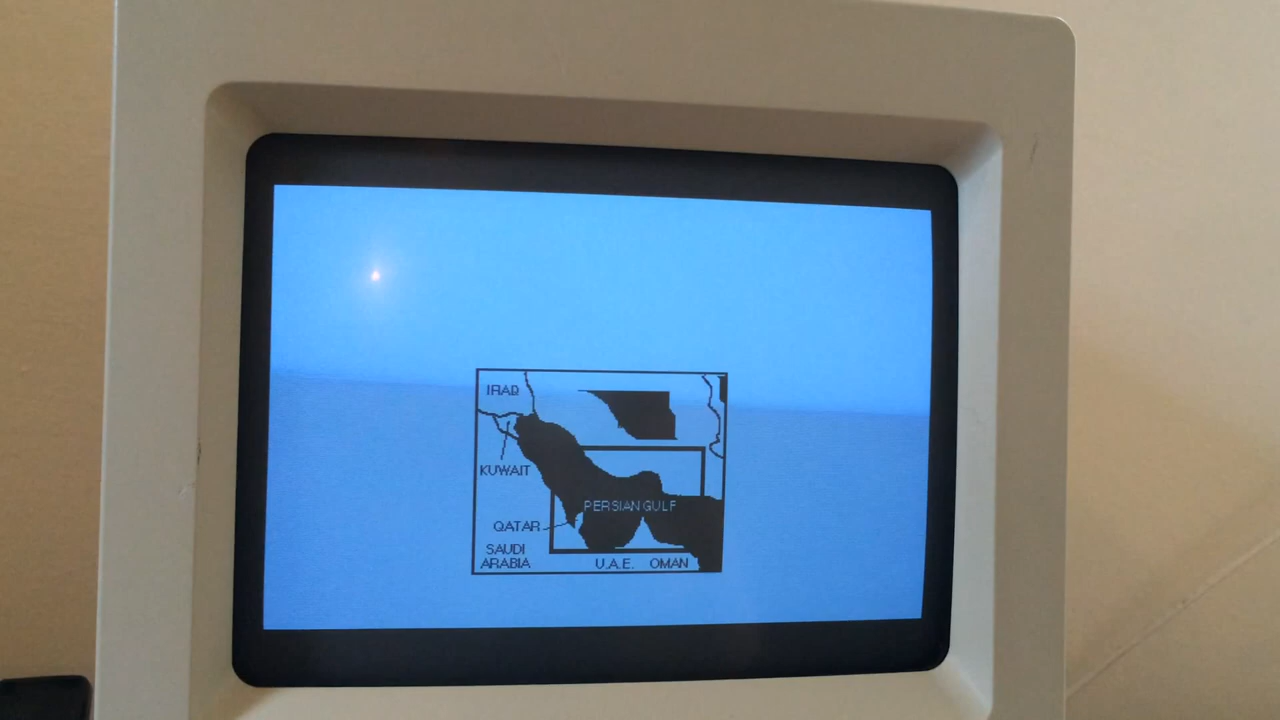 IRAQ
KUWAIT
PERSIAN GULF
QATAR
SAUDI
ARABIA
U.A.E.
OMAN